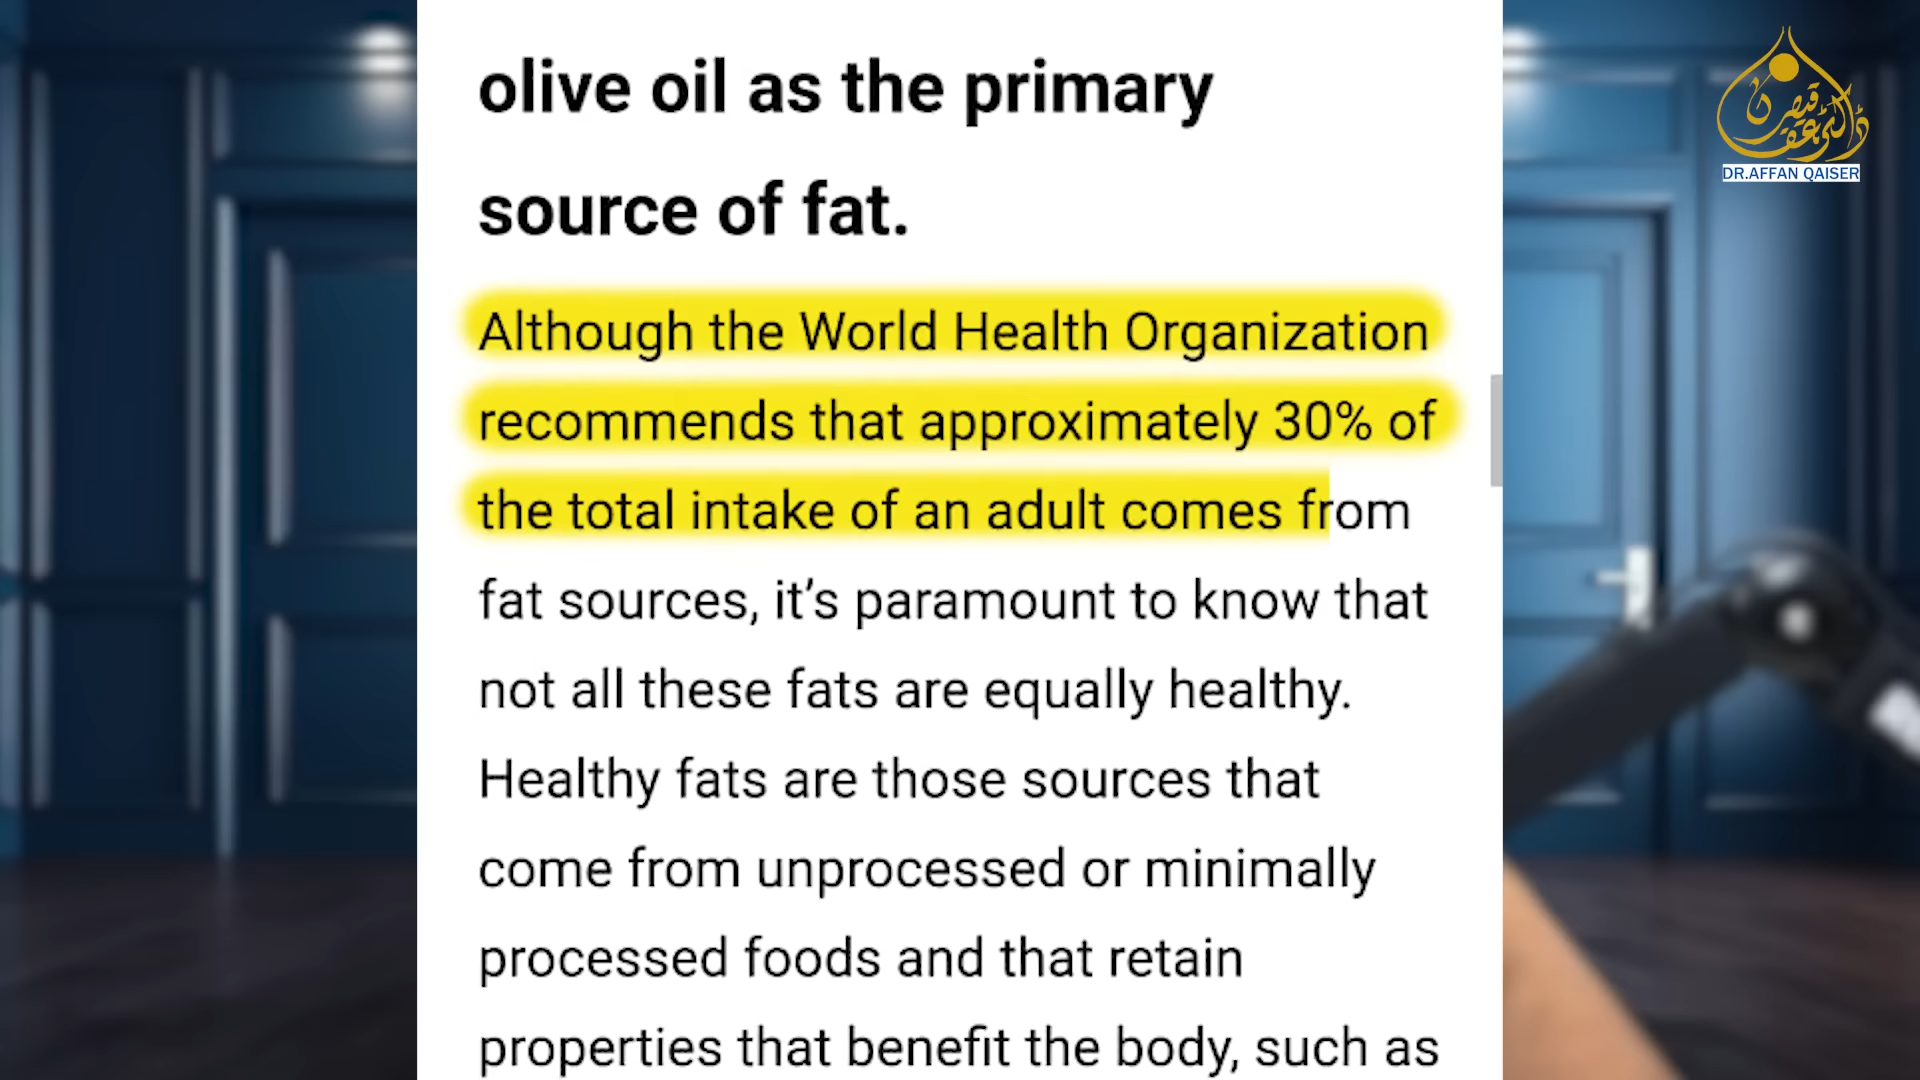 olive oil as the primary
source of fat.
Although the World Health Organization
recommends that approximately 30% of
the total intake of an adult comes from
fat sources, it’s paramount to know that
not all these fats are equally healthy.
Healthy fats are those sources that
come from unprocessed or minimally
processed foods and that retain
properties that benefit the body, such as
ڈاکٹر عفان قیصر
DR.AFFAN QAISER